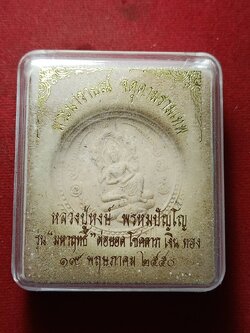 หลวงปู่หงษ์ พรหมปัญโญ
รุ่น "มหาฤทธิ์" ต่อยอด โชคลาภ เงิน ทอง
๑๙ พฤษภาคม ๒๕๕๐